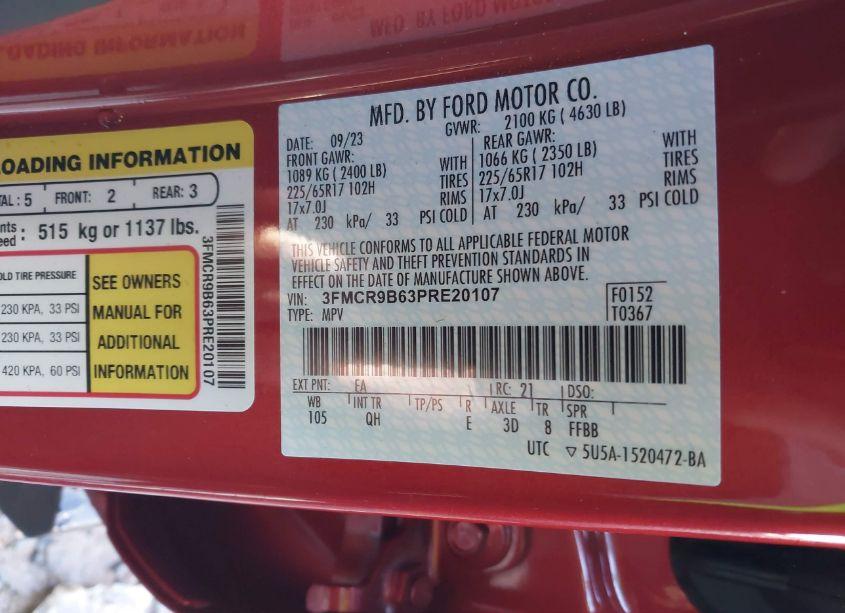 LOADING INFORMATION
TAL : 5 FRONT: 2 REAR: 3
nts
eed : 515 kg or 1137 lbs.
OLD TIRE PRESSURE
230 KPA, 33 PSI
230 KPA, 33 PSI
420 KPA, 60 PSI
SEE OWNERS
MANUAL FOR
ADDITIONAL
INFORMATION
3FMCR9B63PRE20107
MFD. BY FORD MOTOR CO.
DATE: 09/23 GVWR: 2100 KG ( 4630 LB)
FRONT GAWR: WITH REAR GAWR: WITH
1089 KG ( 2400 LB) TIRES 1066 KG ( 2350 LB) TIRES
225/65R17 102H RIMS 225/65R17 102H RIMS
17x7.0J 17x7.0J
AT 230 kPa/ 33 PSI COLD AT 230 kPa/ 33 PSI COLD
THIS VEHICLE CONFORMS TO ALL APPLICABLE FEDERAL MOTOR
VEHICLE SAFETY AND THEFT PREVENTION STANDARDS IN
EFFECT ON THE DATE OF MANUFACTURE SHOWN ABOVE.
VIN: 3FMCR9B63PRE20107 F0152
TYPE: MPV T0367
EXT PNT: EA RC: 21 DSO:
WB INT TR TP/PS R AXLE TR SPR
105 QH E 3D 8 FFBB
UTC ▽ 5U5A-1520472-BA